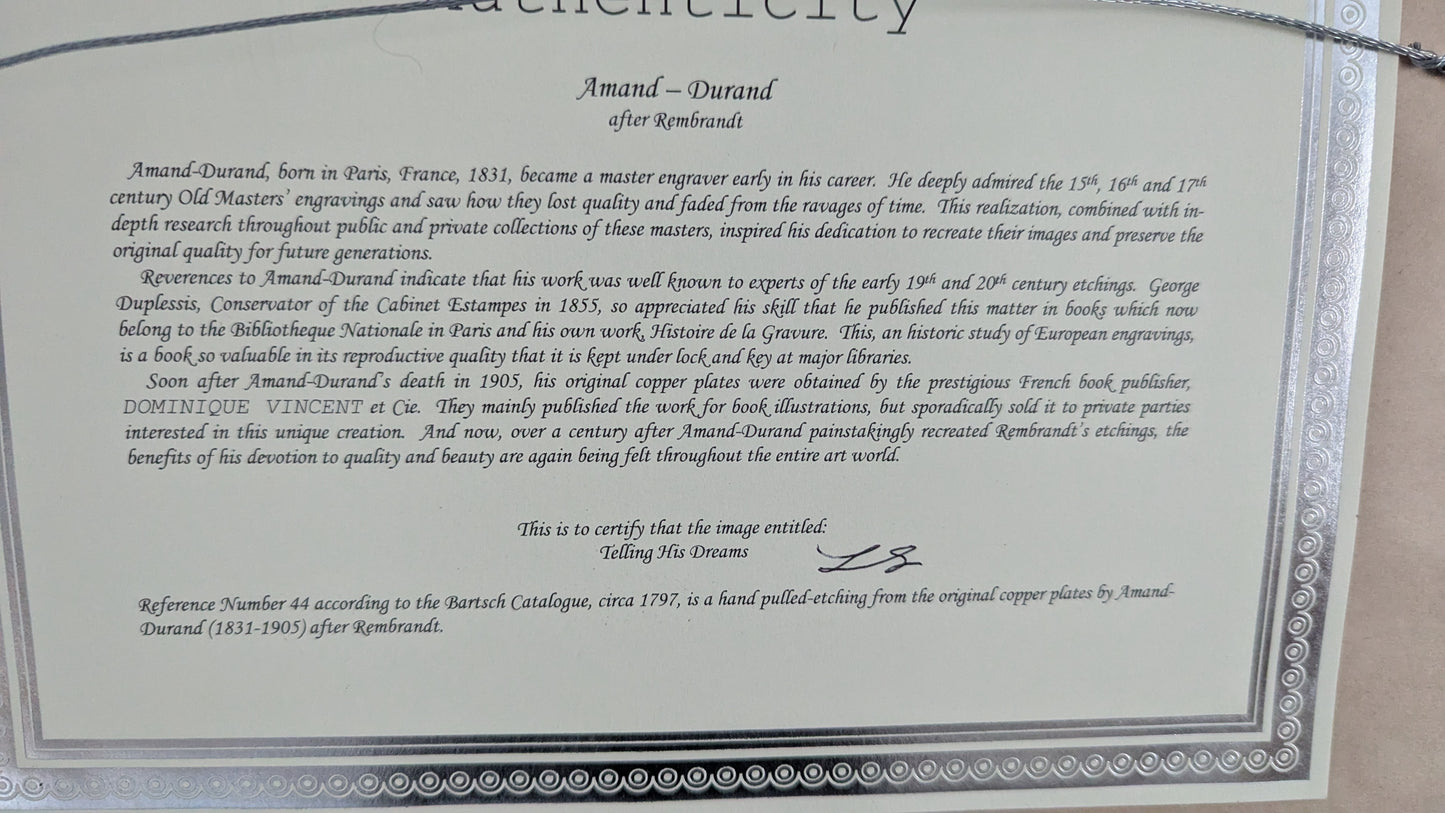 Authenticity
Amand – Durand
after Rembrandt
Amand-Durand, born in Paris, France, 1831, became a master engraver early in his career. He deeply admired the 15th, 16th and 17th
century Old Masters' engravings and saw how they lost quality and faded from the ravages of time. This realization, combined with in-
depth research throughout public and private collections of these masters, inspired his dedication to recreate their images and preserve the
original quality for future generations.
Reverences to Amand-Durand indicate that his work was well known to experts of the early 19th and 20th century etchings. George
Duplessis, Conservator of the Cabinet Estampes in 1855, so appreciated his skill that he published this matter in books which now
belong to the Bibliotheque Nationale in Paris and his own work, Histoire de la Gravure. This, an historic study of European engravings,
is a book so valuable in its reproductive quality that it is kept under lock and key at major libraries.
Soon after Amand-Durand's death in 1905, his original copper plates were obtained by the prestigious French book publisher,
DOMINIQUE VINCENT et Cie. They mainly published the work for book illustrations, but sporadically sold it to private parties
interested in this unique creation. And now, over a century after Amand-Durand painstakingly recreated Rembrandt's etchings, the
benefits of his devotion to quality and beauty are again being felt throughout the entire art world.
This is to certify that the image entitled:
Telling His Dreams
Reference Number 44 according to the Bartsch Catalogue, circa 1797, is a hand pulled-etching from the original copper plates by Amand-
Durand (1831-1905) after Rembrandt.